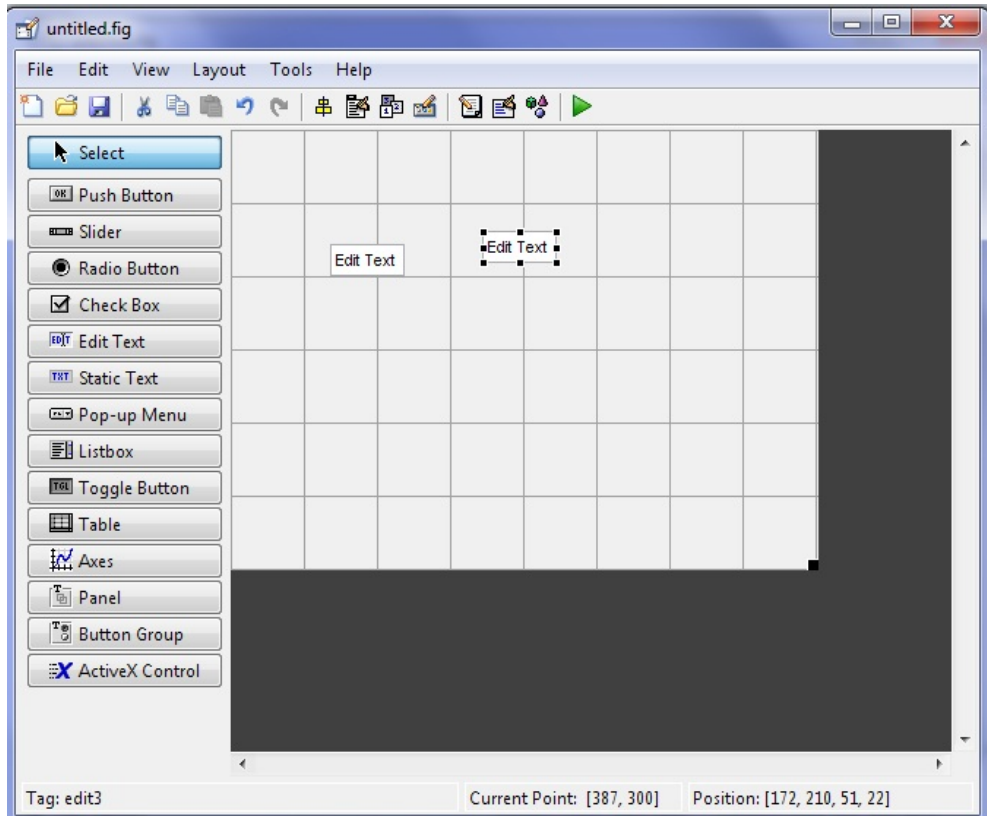 untitled.fig
File Edit View Layout Tools Help
Select
Push Button
Slider
Radio Button
Check Box
Edit Text
Static Text
Pop-up Menu
Listbox
Toggle Button
Table
Axes
Panel
Button Group
ActiveX Control
Edit Text
Edit Text
Tag: edit3 Current Point: [387, 300] Position: [172, 210, 51, 22]